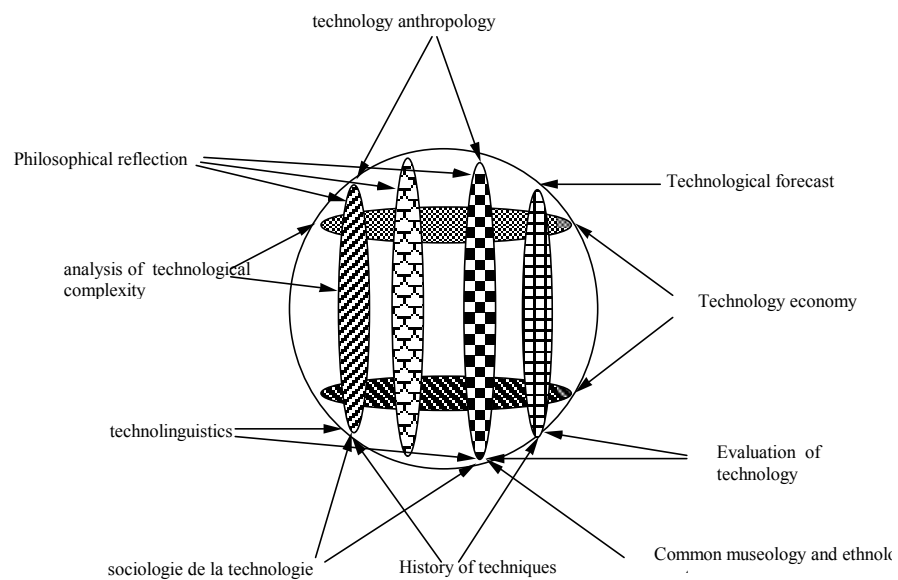 technology anthropology
Philosophical reflection
Technological forecast
analysis of technological
complexity
Technology economy
technolinguistics
Evaluation of
technology
sociologie de la technologie
History of techniques
Common museology and